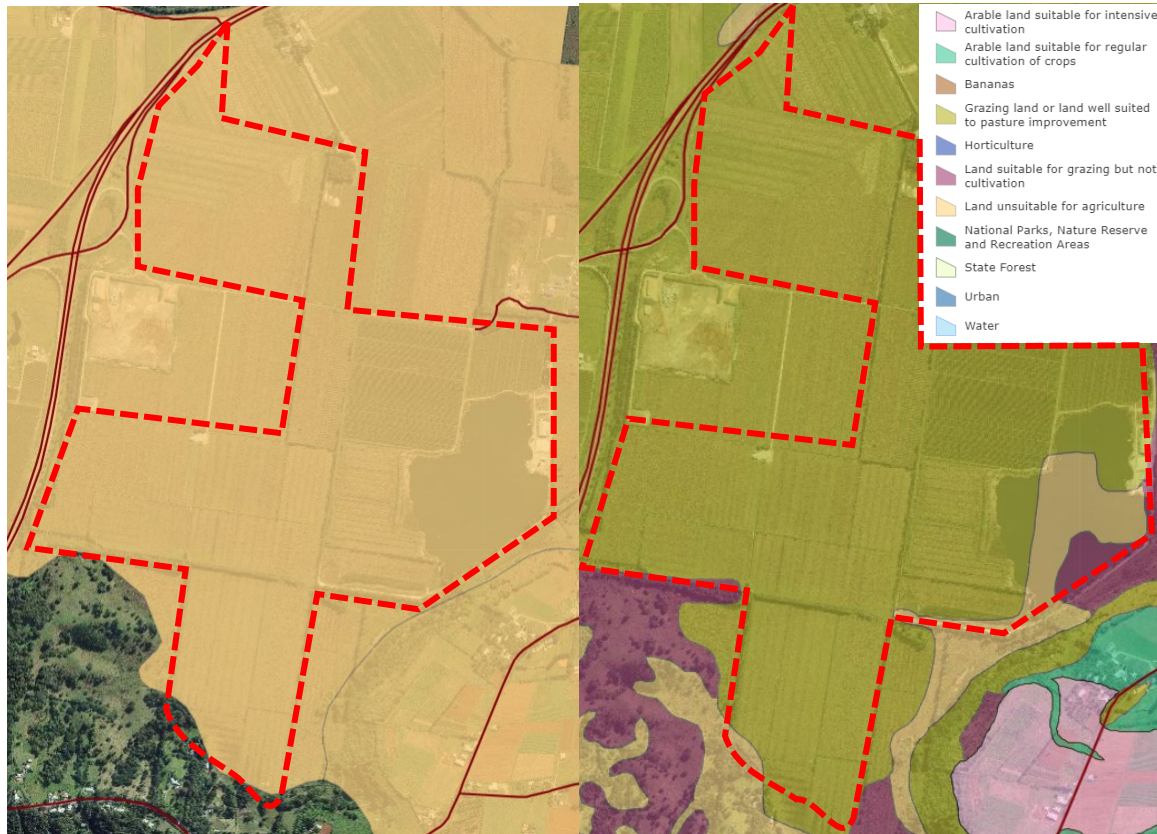 Arable land suitable for intensive
cultivation
Arable land suitable for regular
cultivation of crops
Bananas
Grazing land or land well suited
to pasture improvement
Horticulture
Land suitable for grazing but not
cultivation
Land unsuitable for agriculture
National Parks, Nature Reserve
and Recreation Areas
State Forest
Urban
Water